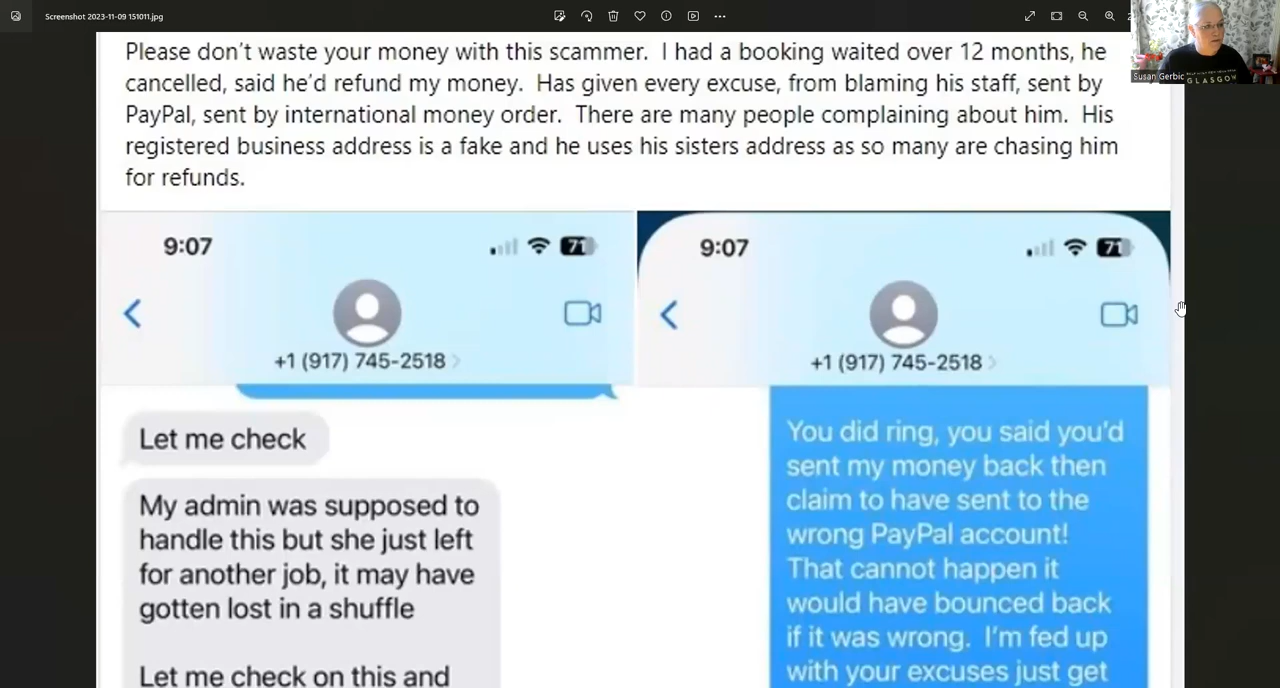 Screenshot 2023-11-09 151011.jpg
Please don't waste your money with this scammer. I had a booking waited over 12 months, he
cancelled, said he'd refund my money. Has given every excuse, from blaming his staff, sent by
PayPal, sent by international money order. There are many people complaining about him. His
registered business address is a fake and he uses his sisters address as so many are chasing him
for refunds.
Susan Gerbic
GLASGOW
9:07
71
+1 (917) 745-2518
Let me check
My admin was supposed to
handle this but she just left
for another job, it may have
gotten lost in a shuffle
Let me check on this and
9:07
71
+1 (917) 745-2518
You did ring, you said you'd
sent my money back then
claim to have sent to the
wrong PayPal account!
That cannot happen it
would have bounced back
if it was wrong. I'm fed up
with your excuses just get